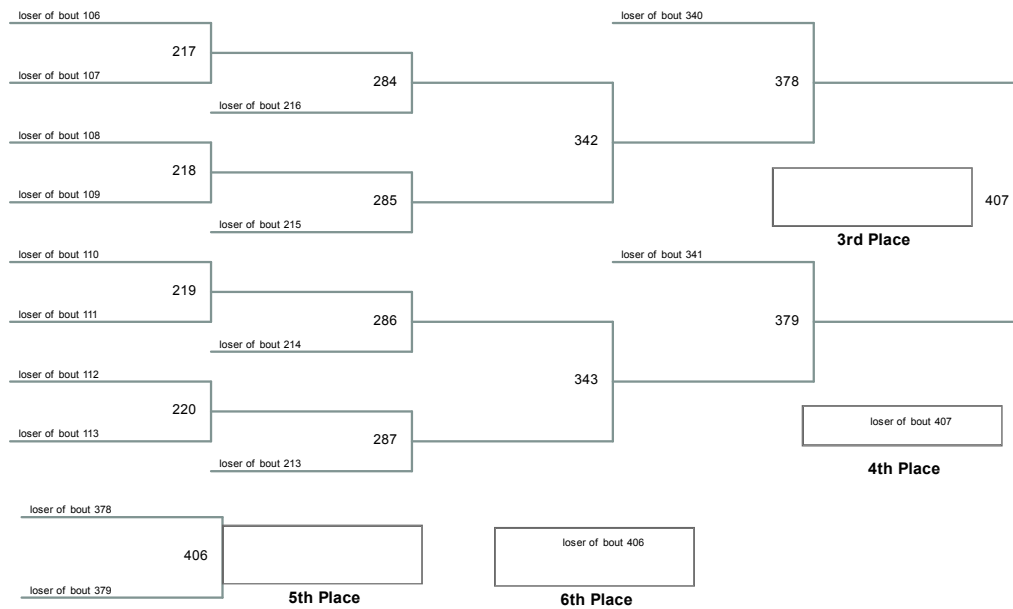 loser of bout 106
217
loser of bout 107
284
loser of bout 216
loser of bout 108
218
loser of bout 109
285
loser of bout 215
342
loser of bout 340
378
407
3rd Place
loser of bout 110
219
loser of bout 111
286
loser of bout 214
loser of bout 112
220
loser of bout 113
287
loser of bout 213
343
loser of bout 341
379
loser of bout 407
4th Place
loser of bout 378
406
loser of bout 379
5th Place
loser of bout 406
6th Place